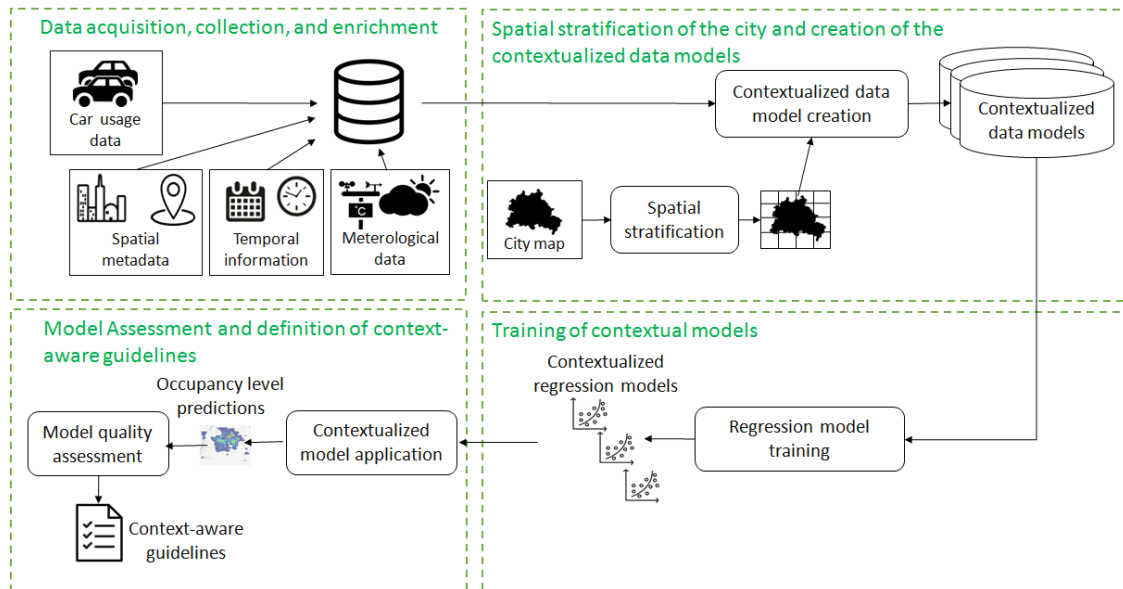 Data acquisition, collection, and enrichment
Car usage
data
Spatial
metadata
Temporal
information
°C
Meterological
data
Spatial stratification of the city and creation of the
contextualized data models
Contextualized data
model creation
Contextualized
data models
City map
Spatial
stratification
Model Assessment and definition of context-
aware guidelines
Occupancy level
predictions
Model quality
assessment
Contextualized
model application
Context-aware
guidelines
Training of contextual models
Contextualized
regression models
Regression model
training